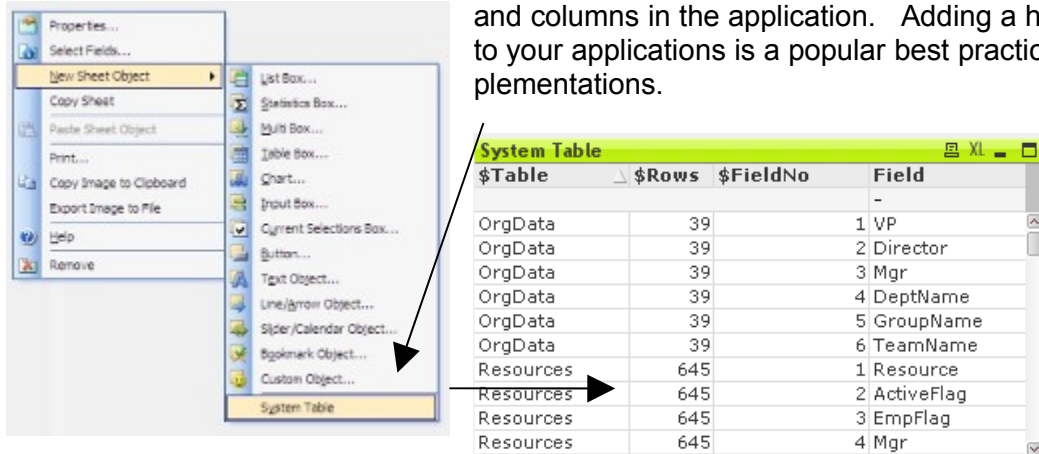 and columns in the application. Adding a h
to your applications is a popular best practic
plementations.
Properties...
Select Fields...
New Sheet Object
Copy Sheet
Paste Sheet Object
Print...
Copy Image to Clipboard
Export Image to File
Help
Remove
List Box...
Statistics Box...
Multi Box...
Table Box...
Chart...
Input Box...
Current Selections Box...
Button...
Text Object...
Line/Arrow Object...
Slider/Calendar Object...
Bookmark Object...
Custom Object...
System Table
System Table XL
$Table $Rows $FieldNo Field
-
OrgData 39 1 VP
OrgData 39 2 Director
OrgData 39 3 Mgr
OrgData 39 4 DeptName
OrgData 39 5 GroupName
OrgData 39 6 TeamName
Resources 645 1 Resource
Resources 645 2 ActiveFlag
Resources 645 3 EmpFlag
Resources 645 4 Mgr